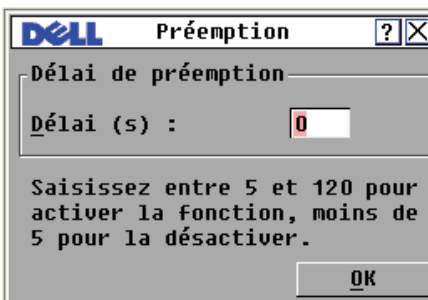 DELL Préemption ? X
Délai de préemption
Délai (s) : 0
Saisissez entre 5 et 120 pour
activer la fonction, moins de
5 pour la désactiver.
OK